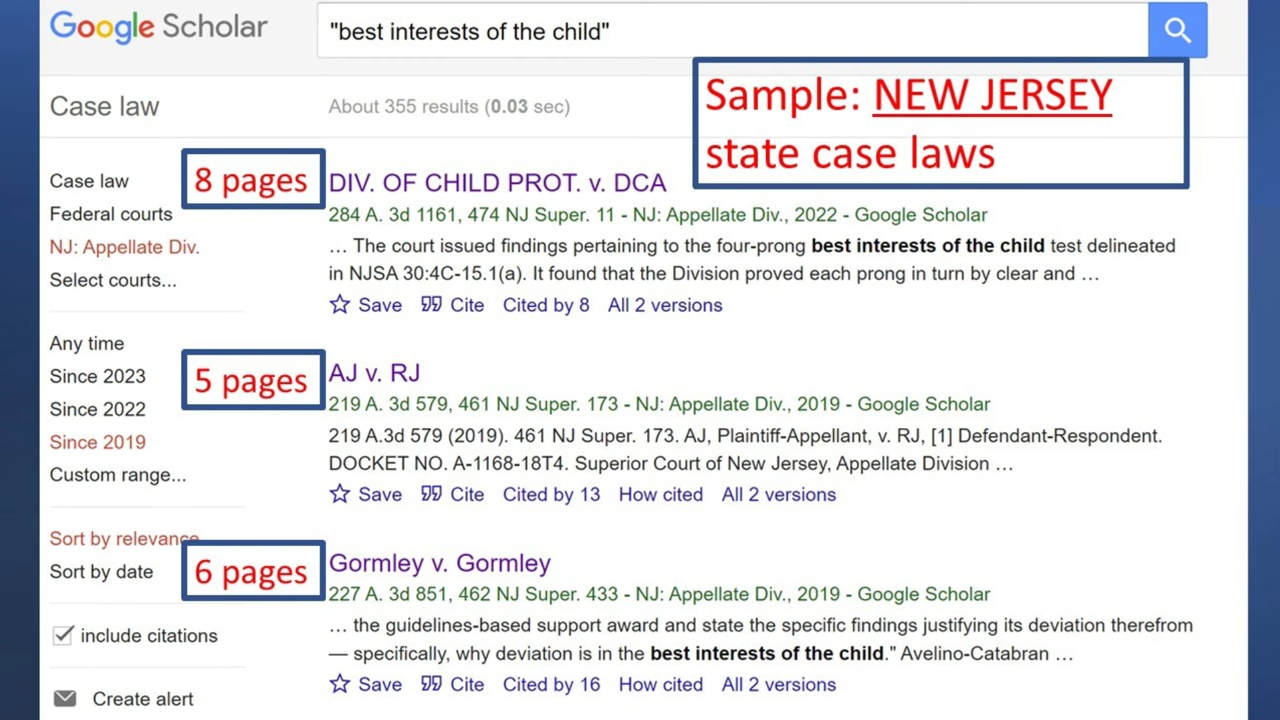 Google Scholar
"best interests of the child"
Sample: NEW JERSEY
state case laws
Case law
About 355 results (0.03 sec)
Case law
Federal courts
NJ: Appellate Div.
Select courts...
Any time
Since 2023
Since 2022
Since 2019
Custom range...
Sort by relevance
Sort by date
include citations
Create alert
8 pages
DIV. OF CHILD PROT. v. DCA
284 A. 3d 1161, 474 NJ Super. 11 - NJ: Appellate Div., 2022 - Google Scholar
… The court issued findings pertaining to the four-prong best interests of the child test delineated
in NJSA 30:4C-15.1(a). It found that the Division proved each prong in turn by clear and …
Save Cite Cited by 8 All 2 versions
5 pages
AJ v. RJ
219 A. 3d 579, 461 NJ Super. 173 - NJ: Appellate Div., 2019 - Google Scholar
219 A.3d 579 (2019). 461 NJ Super. 173. AJ, Plaintiff-Appellant, v. RJ, [1] Defendant-Respondent.
DOCKET NO. A-1168-18T4. Superior Court of New Jersey, Appellate Division …
Save Cite Cited by 13 How cited All 2 versions
6 pages
Gormley v. Gormley
227 A. 3d 851, 462 NJ Super. 433 - NJ: Appellate Div., 2019 - Google Scholar
… the guidelines-based support award and state the specific findings justifying its deviation therefrom
— specifically, why deviation is in the best interests of the child." Avelino-Catabran …
Save Cite Cited by 16 How cited All 2 versions